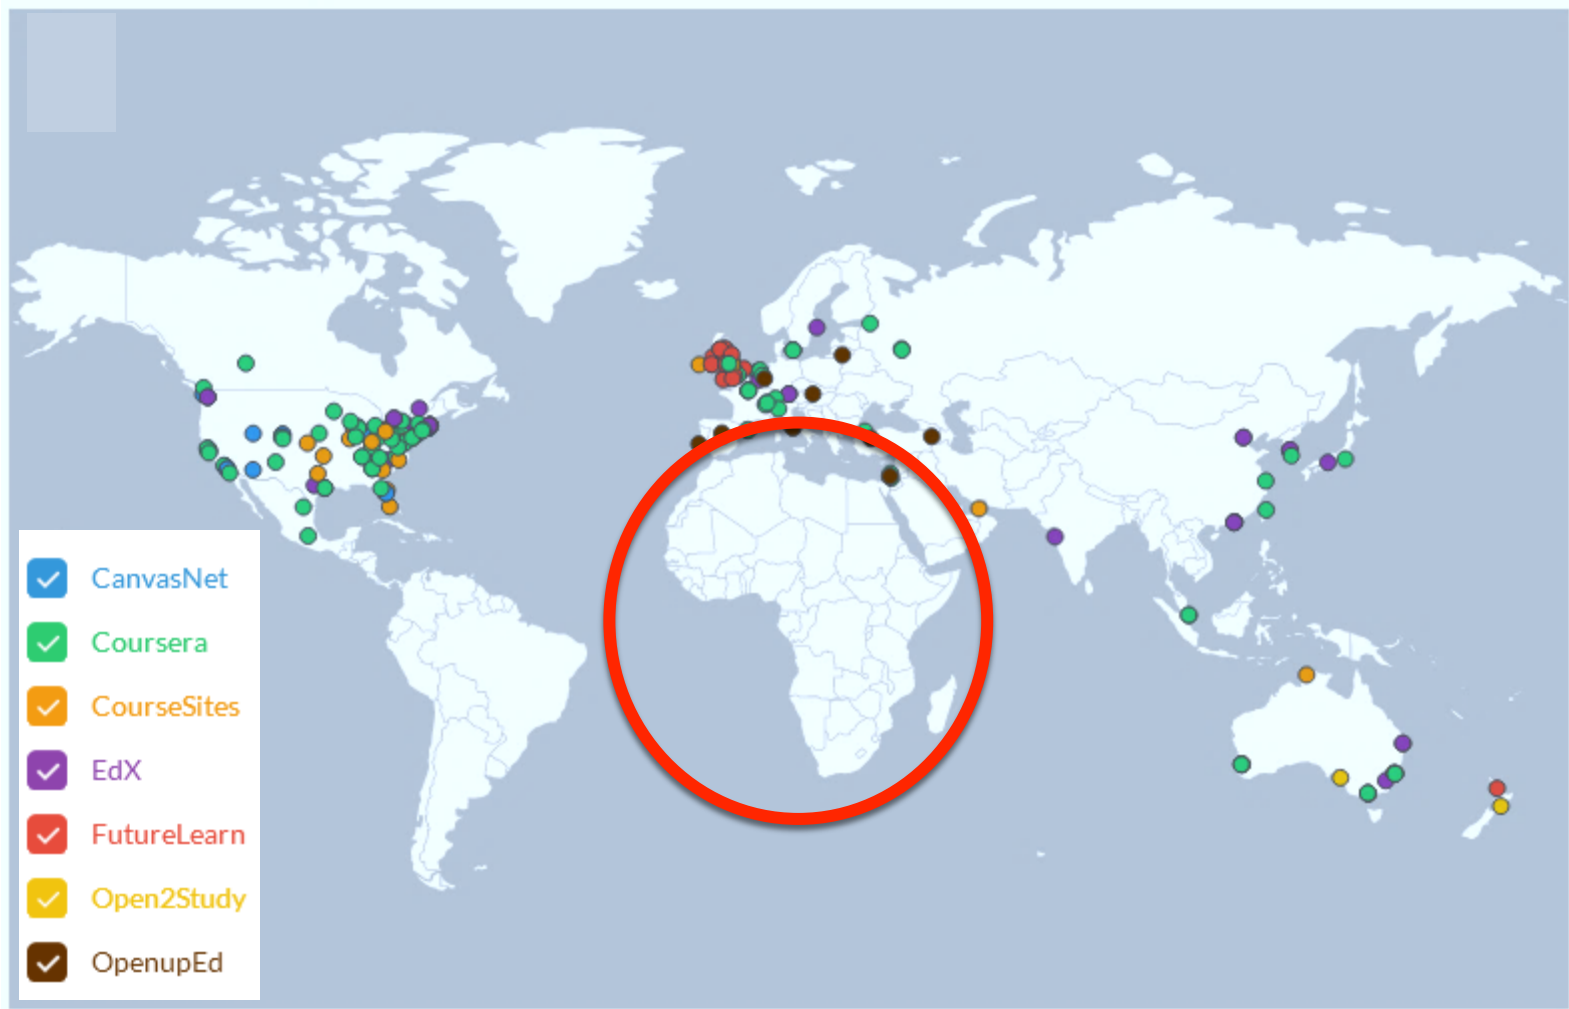 CanvasNet
Coursera
CourseSites
EdX
FutureLearn
Open2Study
OpenupEd